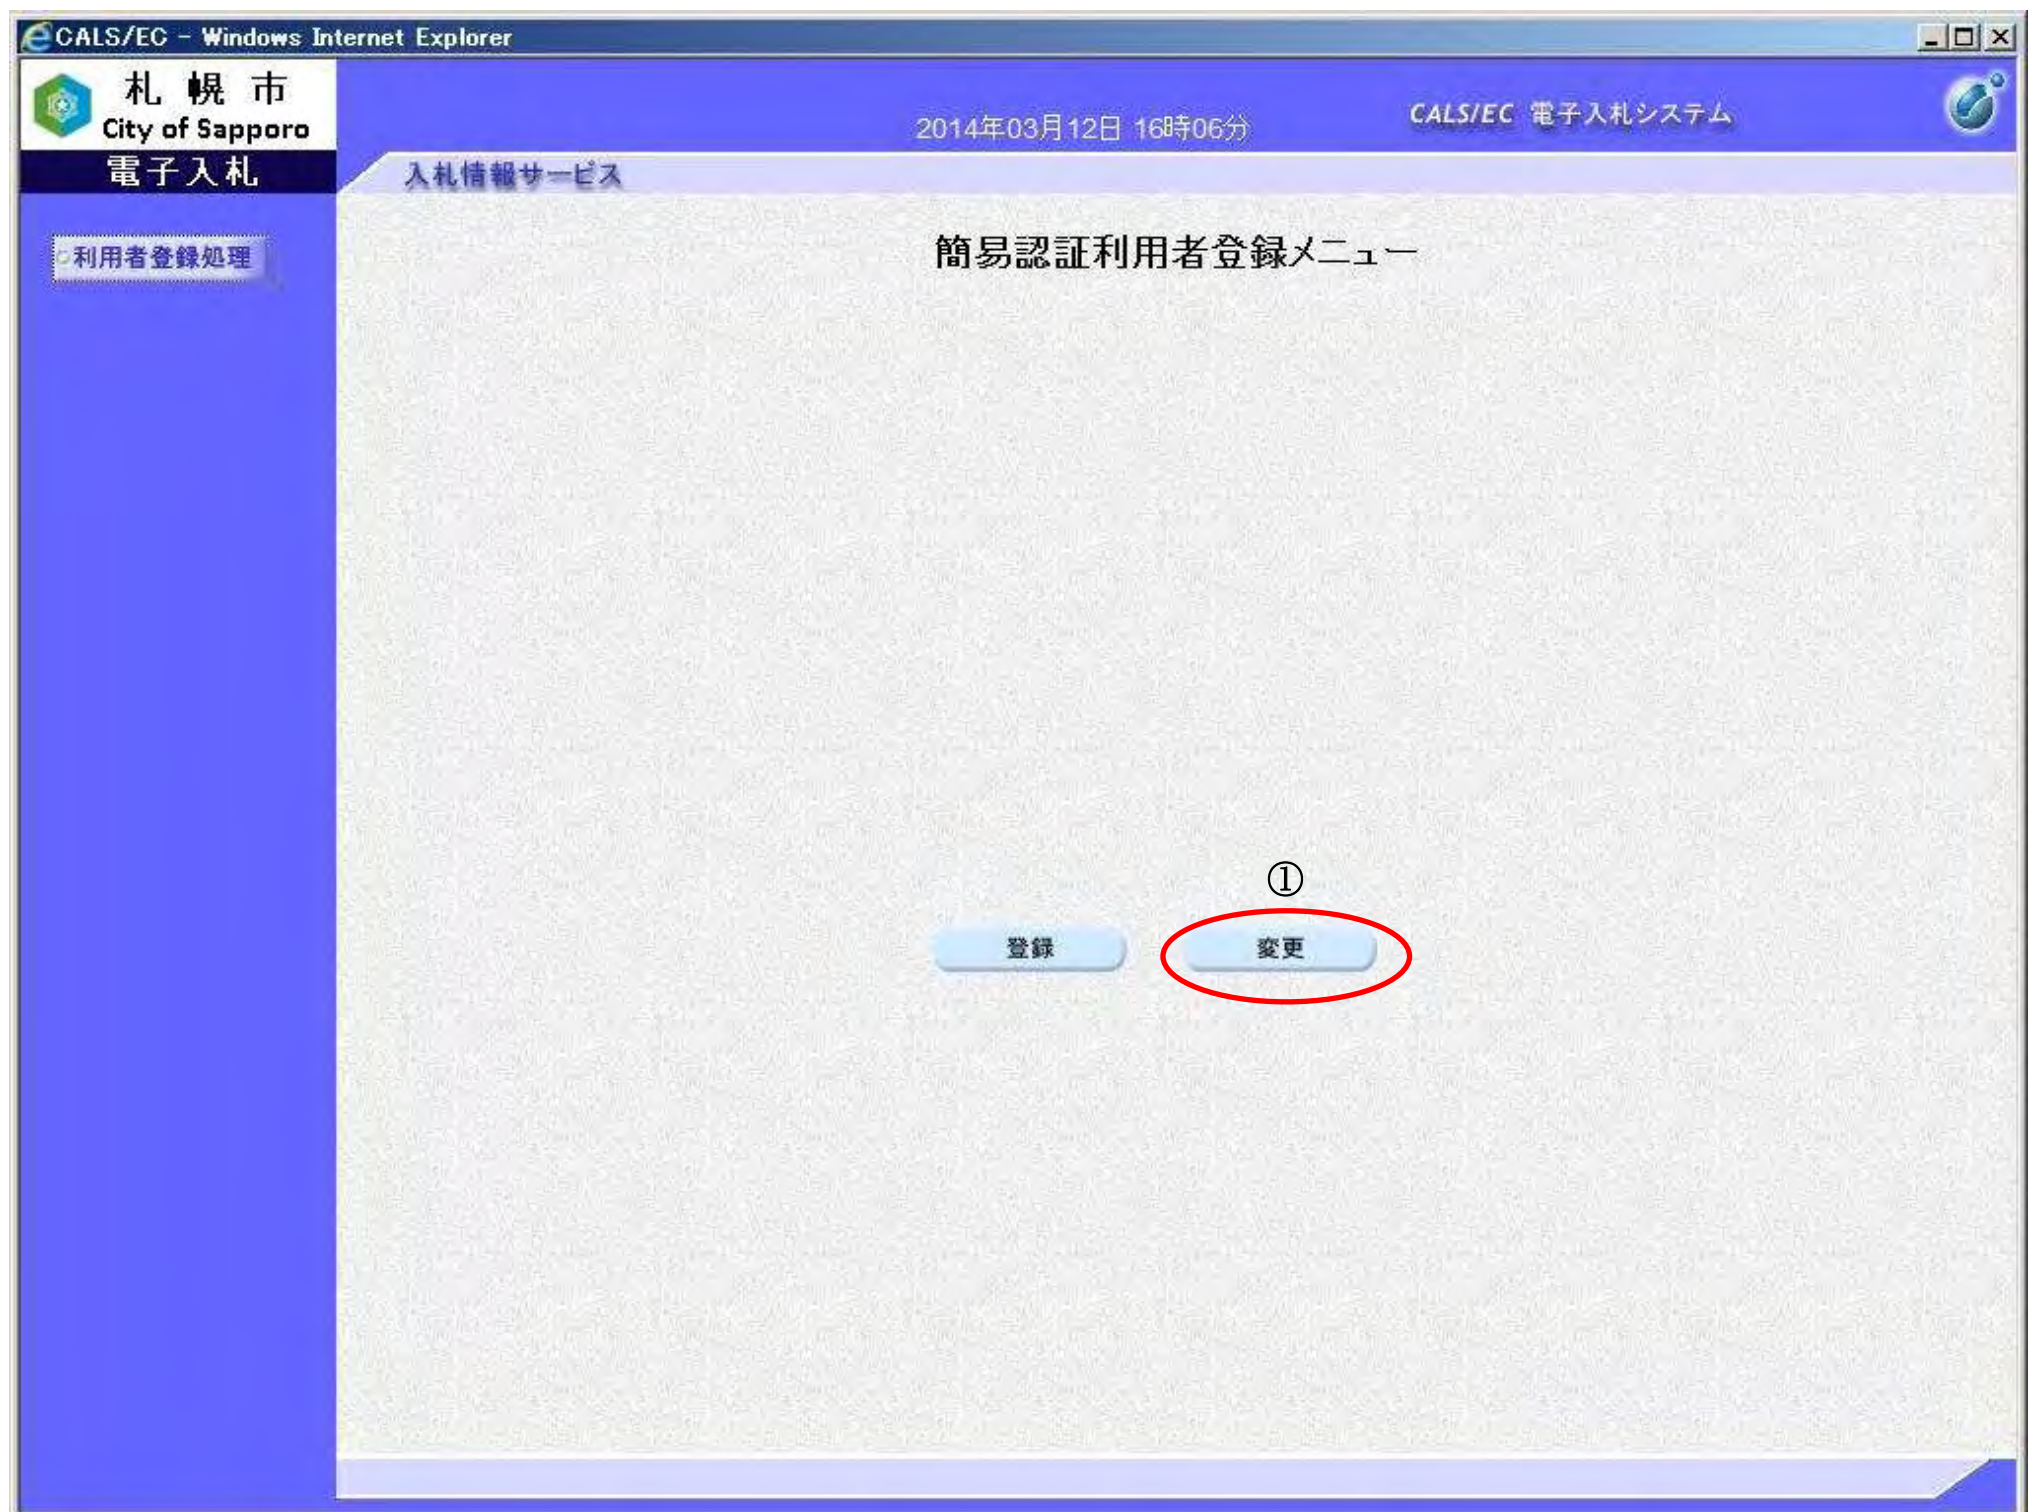 CALS/EC - Windows Internet Explorer
札幌市
City of Sapporo
2014年03月12日 16時06分
CALS/EC 電子入札システム
電子入札
入札情報サービス
利用者登録処理
簡易認証利用者登録メニュー
①
登録
変更